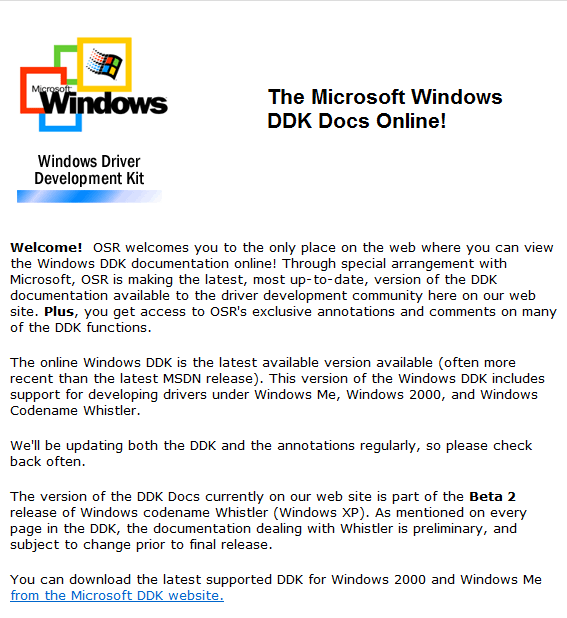 Microsoft
Windows
The Microsoft Windows
DDK Docs Online!
Windows Driver
Development Kit
Welcome!  OSR welcomes you to the only place on the web where you can view
the Windows DDK documentation online! Through special arrangement with
Microsoft, OSR is making the latest, most up-to-date, version of the DDK
documentation available to the driver development community here on our web
site. Plus, you get access to OSR's exclusive annotations and comments on many
of the DDK functions.
The online Windows DDK is the latest available version available (often more
recent than the latest MSDN release). This version of the Windows DDK includes
support for developing drivers under Windows Me, Windows 2000, and Windows
Codename Whistler.
We'll be updating both the DDK and the annotations regularly, so please check
back often.
The version of the DDK Docs currently on our web site is part of the Beta 2
release of Windows codename Whistler (Windows XP). As mentioned on every
page in the DDK, the documentation dealing with Whistler is preliminary, and
subject to change prior to final release.
You can download the latest supported DDK for Windows 2000 and Windows Me
from the Microsoft DDK website.